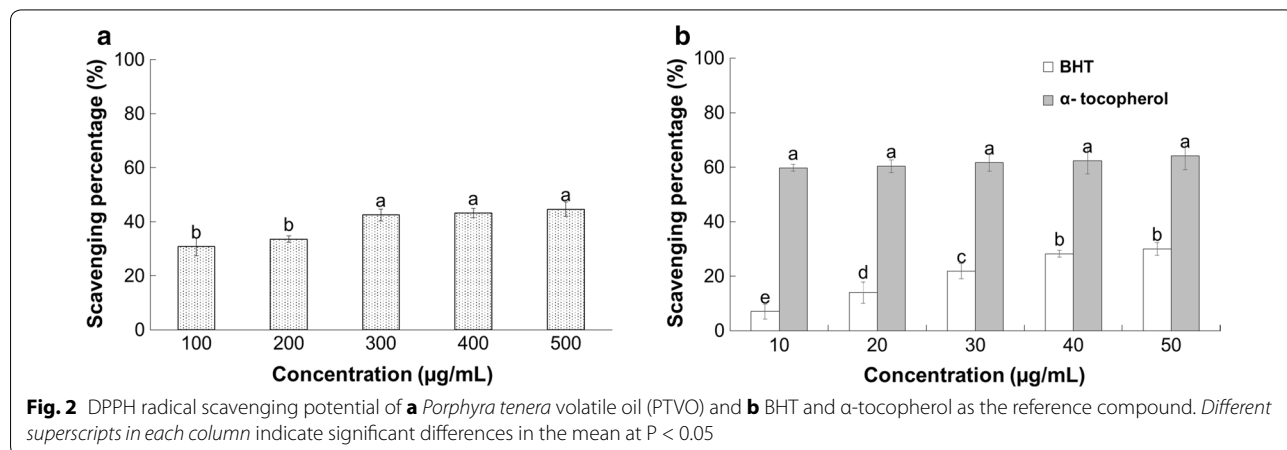 a
Scavenging percentage (%)
100
80
60
40
20
0
b
b
a
a
a
100 200 300 400 500
Concentration (µg/mL)
b
Scavenging percentage (%)
100
80
60
40
20
0
BHT
α- tocopherol
a
a
a
a
a
e
d
c
b
b
10 20 30 40 50
Concentration (µg/mL)
Fig. 2 DPPH radical scavenging potential of a Porphyra tenera volatile oil (PTVO) and b BHT and α-tocopherol as the reference compound. Different
superscripts in each column indicate significant differences in the mean at P < 0.05